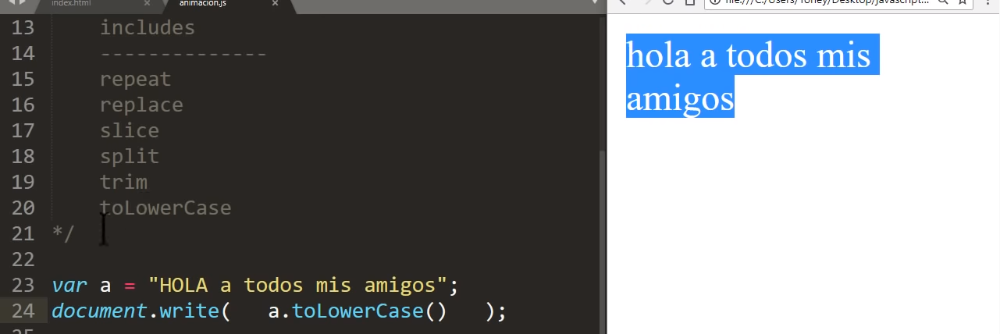 index.html × animacion.js ×
13 includes
14 --------------
15 repeat
16 replace
17 slice
18 split
19 trim
20 toLowerCase
21 */
22
23 var a = "HOLA a todos mis amigos";
24 document.write(   a.toLowerCase()   );
file:///C:/Users/Toney/Desktop/javascript...
hola a todos mis
amigos